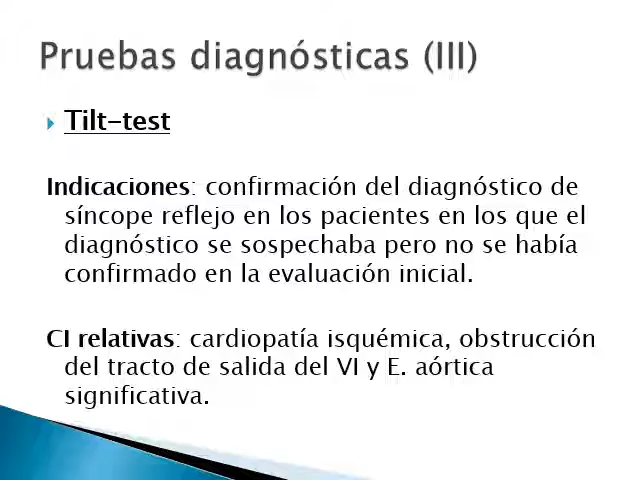 Pruebas diagnósticas (III)
Tilt-test
Indicaciones: confirmación del diagnóstico de
síncope reflejo en los pacientes en los que el
diagnóstico se sospechaba pero no se había
confirmado en la evaluación inicial.
CI relativas: cardiopatía isquémica, obstrucción
del tracto de salida del VI y E. aórtica
significativa.